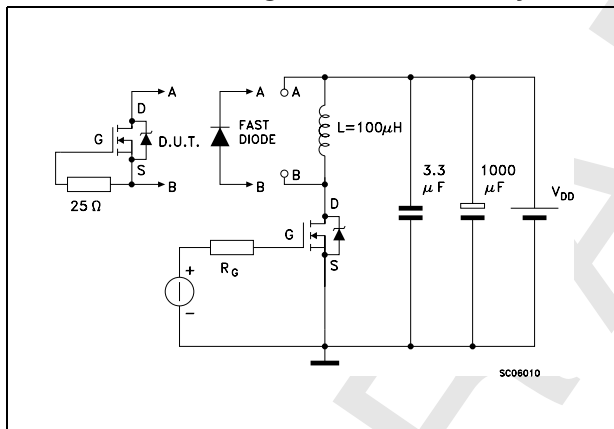 A
A
A
D
G
D.U.T.
FAST
DIODE
L=100μH
S
B
B
B
25 Ω
3.3
μF
1000
μF
V_DD
D
G
S
R_G
+
-
SC06010